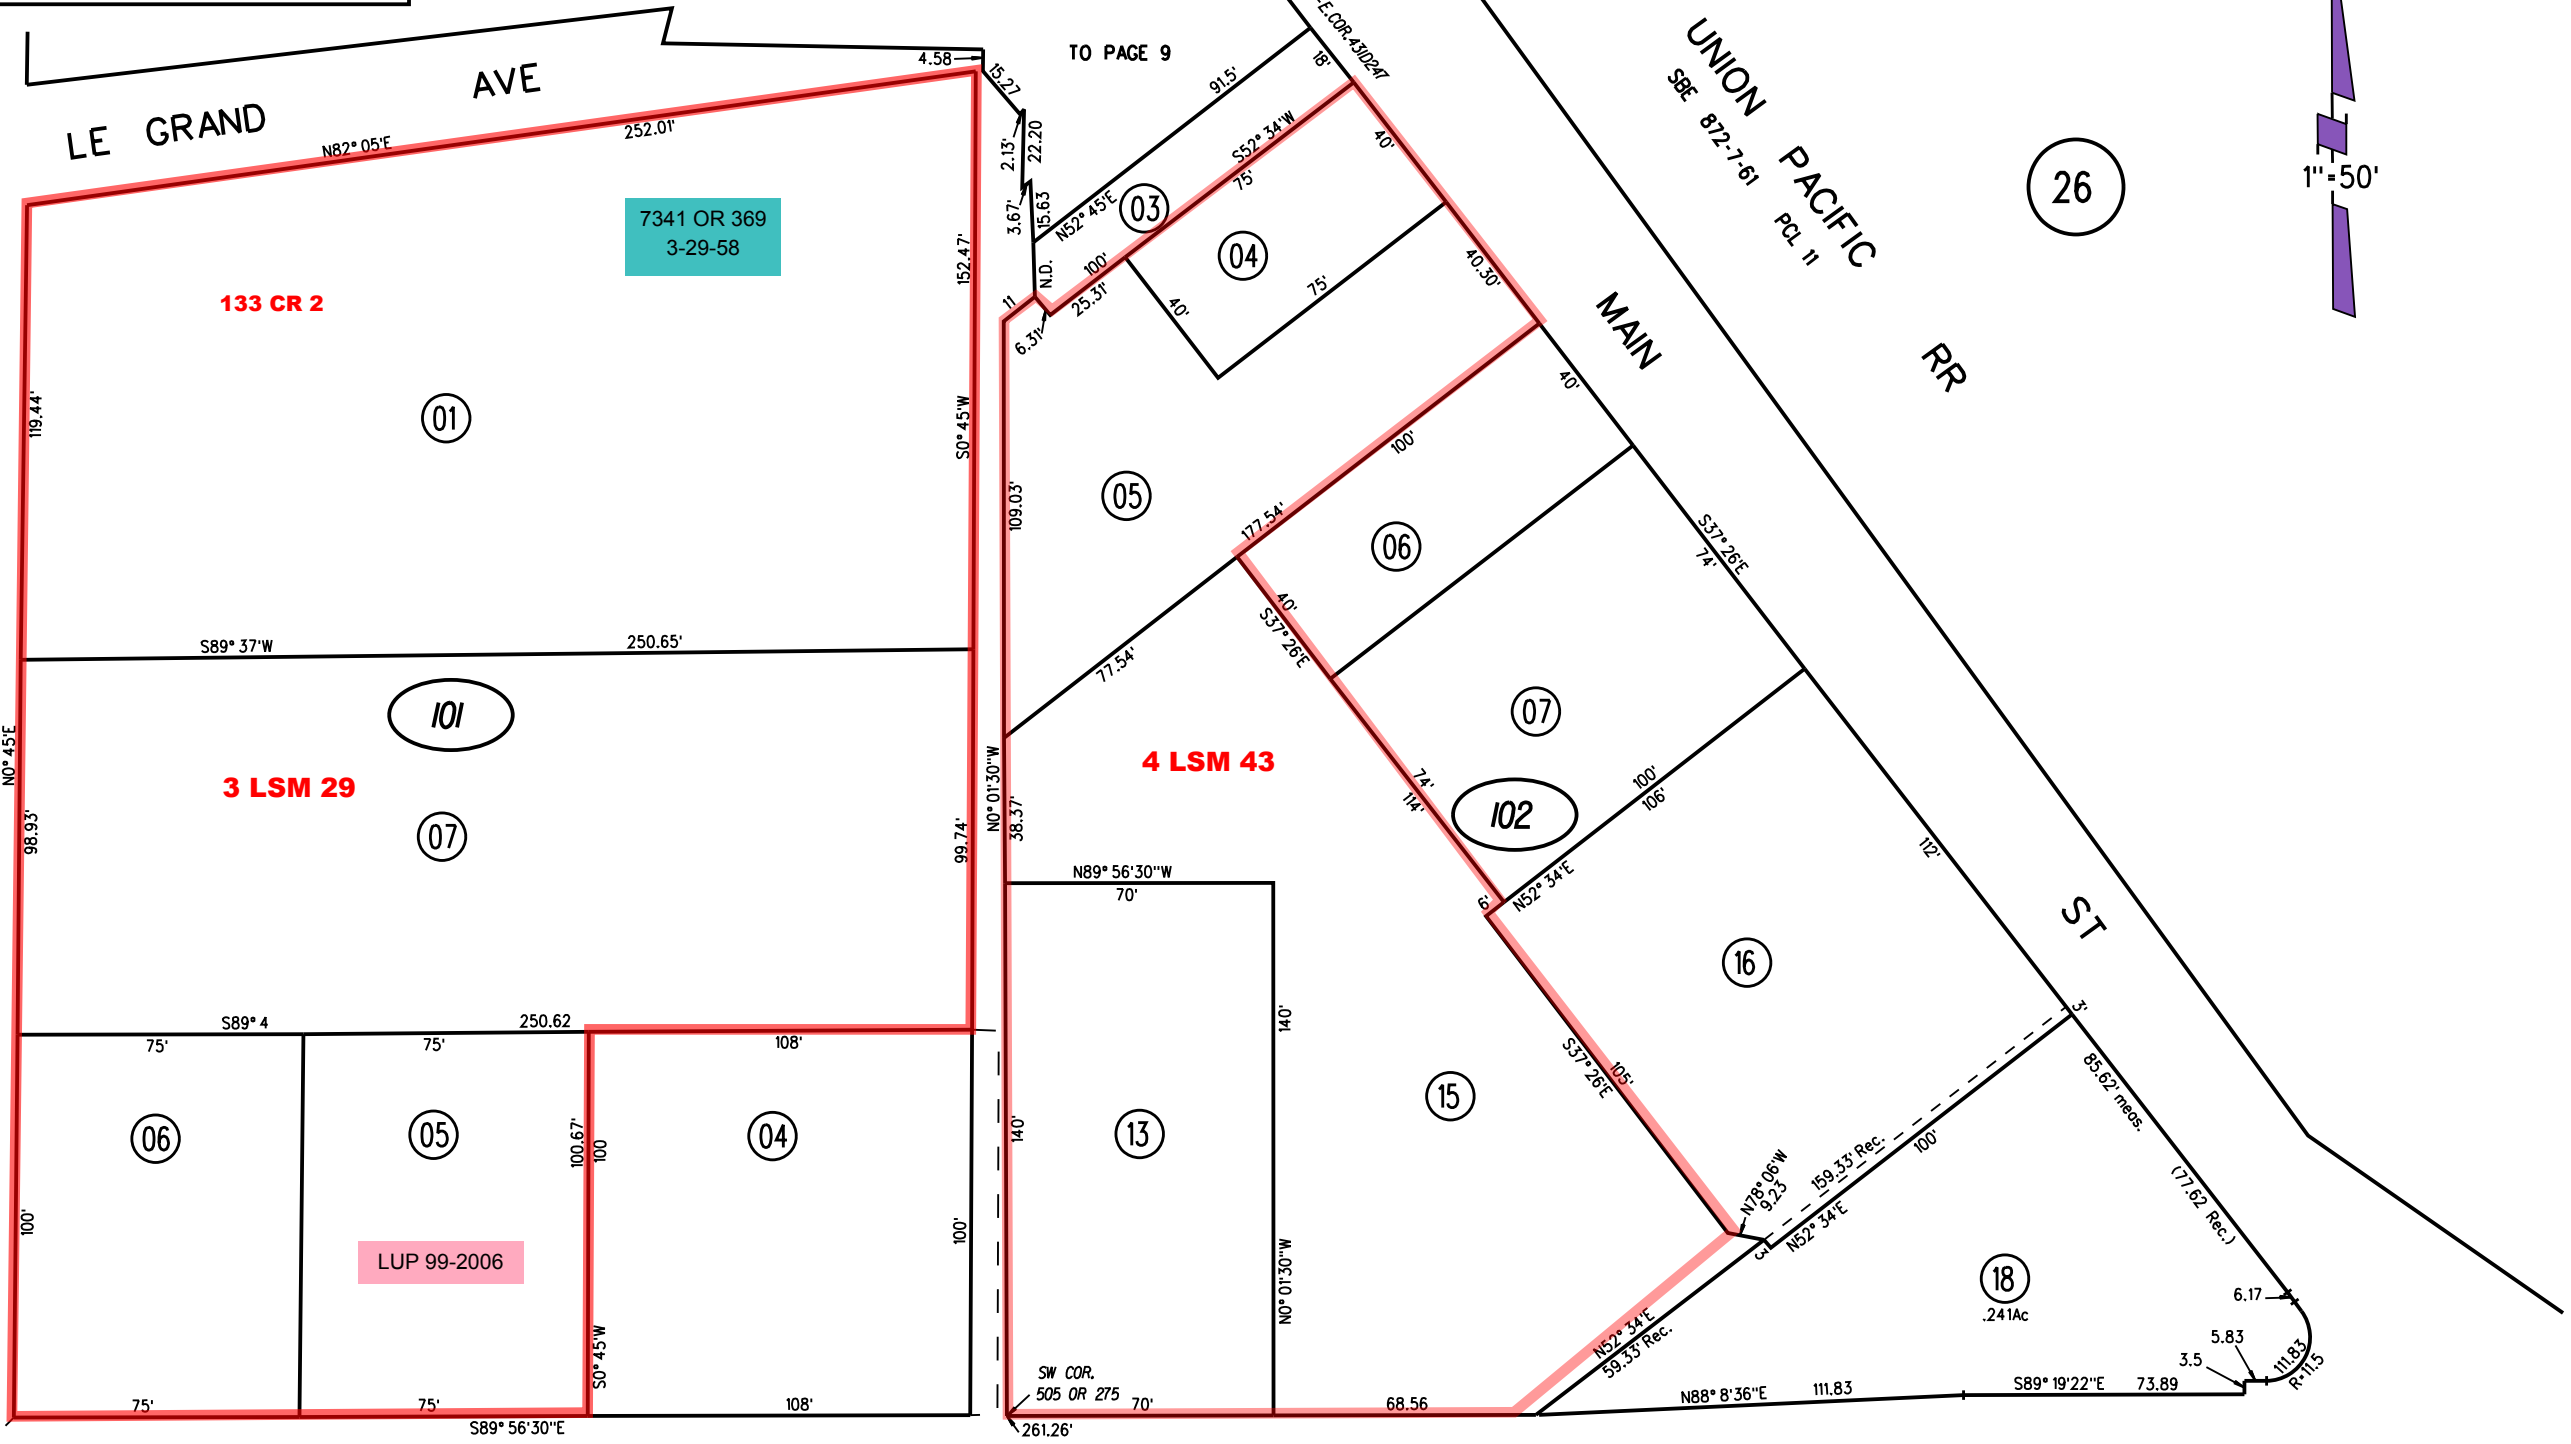 LE GRAND AVE
N82° 05'E
252.01'
4.58
15.27
2.13'
22.20
3.67'
15.63
N.D.
TO PAGE 9
-E.COR.431D247
18'
91.5'
N52° 45'E
03
S52° 34'W
75'
100'
25.31'
11
6.31'
40'
04
40'
75'
40.30'
UNION PACIFIC RR
SBE 872-7-61 PCL 11
26
1"=50'
MAIN ST
7341 OR 369
3-29-58
133 CR 2
01
119.44'
152.47'
S0° 45'W
109.03'
05
40'
100'
177.54'
06
S37° 26'E
74'
40'
S37° 26'E
77.54'
S89° 37'W
250.65'
101
3 LSM 29
07
N0° 45'E
98.93'
99.74'
N0° 01'30"W
38.37'
4 LSM 43
07
74'
114'
102
100'
106'
N52° 34'E
6'
112'
N89° 56'30"W
70'
16
3'
S89° 4
250.62
75'
75'
108'
06
05
04
100'
100.67'
100
S0° 45'W
100'
LUP 99-2006
140'
13
140'
N0° 01'30"W
15
S37° 26'E
105'
N78° 06'W
9.23
159.33' Rec.
100'
N52° 34'E
3
85.62' meas.
(77.62 Rec.)
18
.241Ac
6.17
5.83
3.5
111.83
R=11.5
N52° 34'E
59.33' Rec.
SW COR.
505 OR 275
75'
75'
108'
S89° 56'30"E
261.26'
70'
68.56
N88° 8'36"E
111.83
S89° 19'22"E
73.89